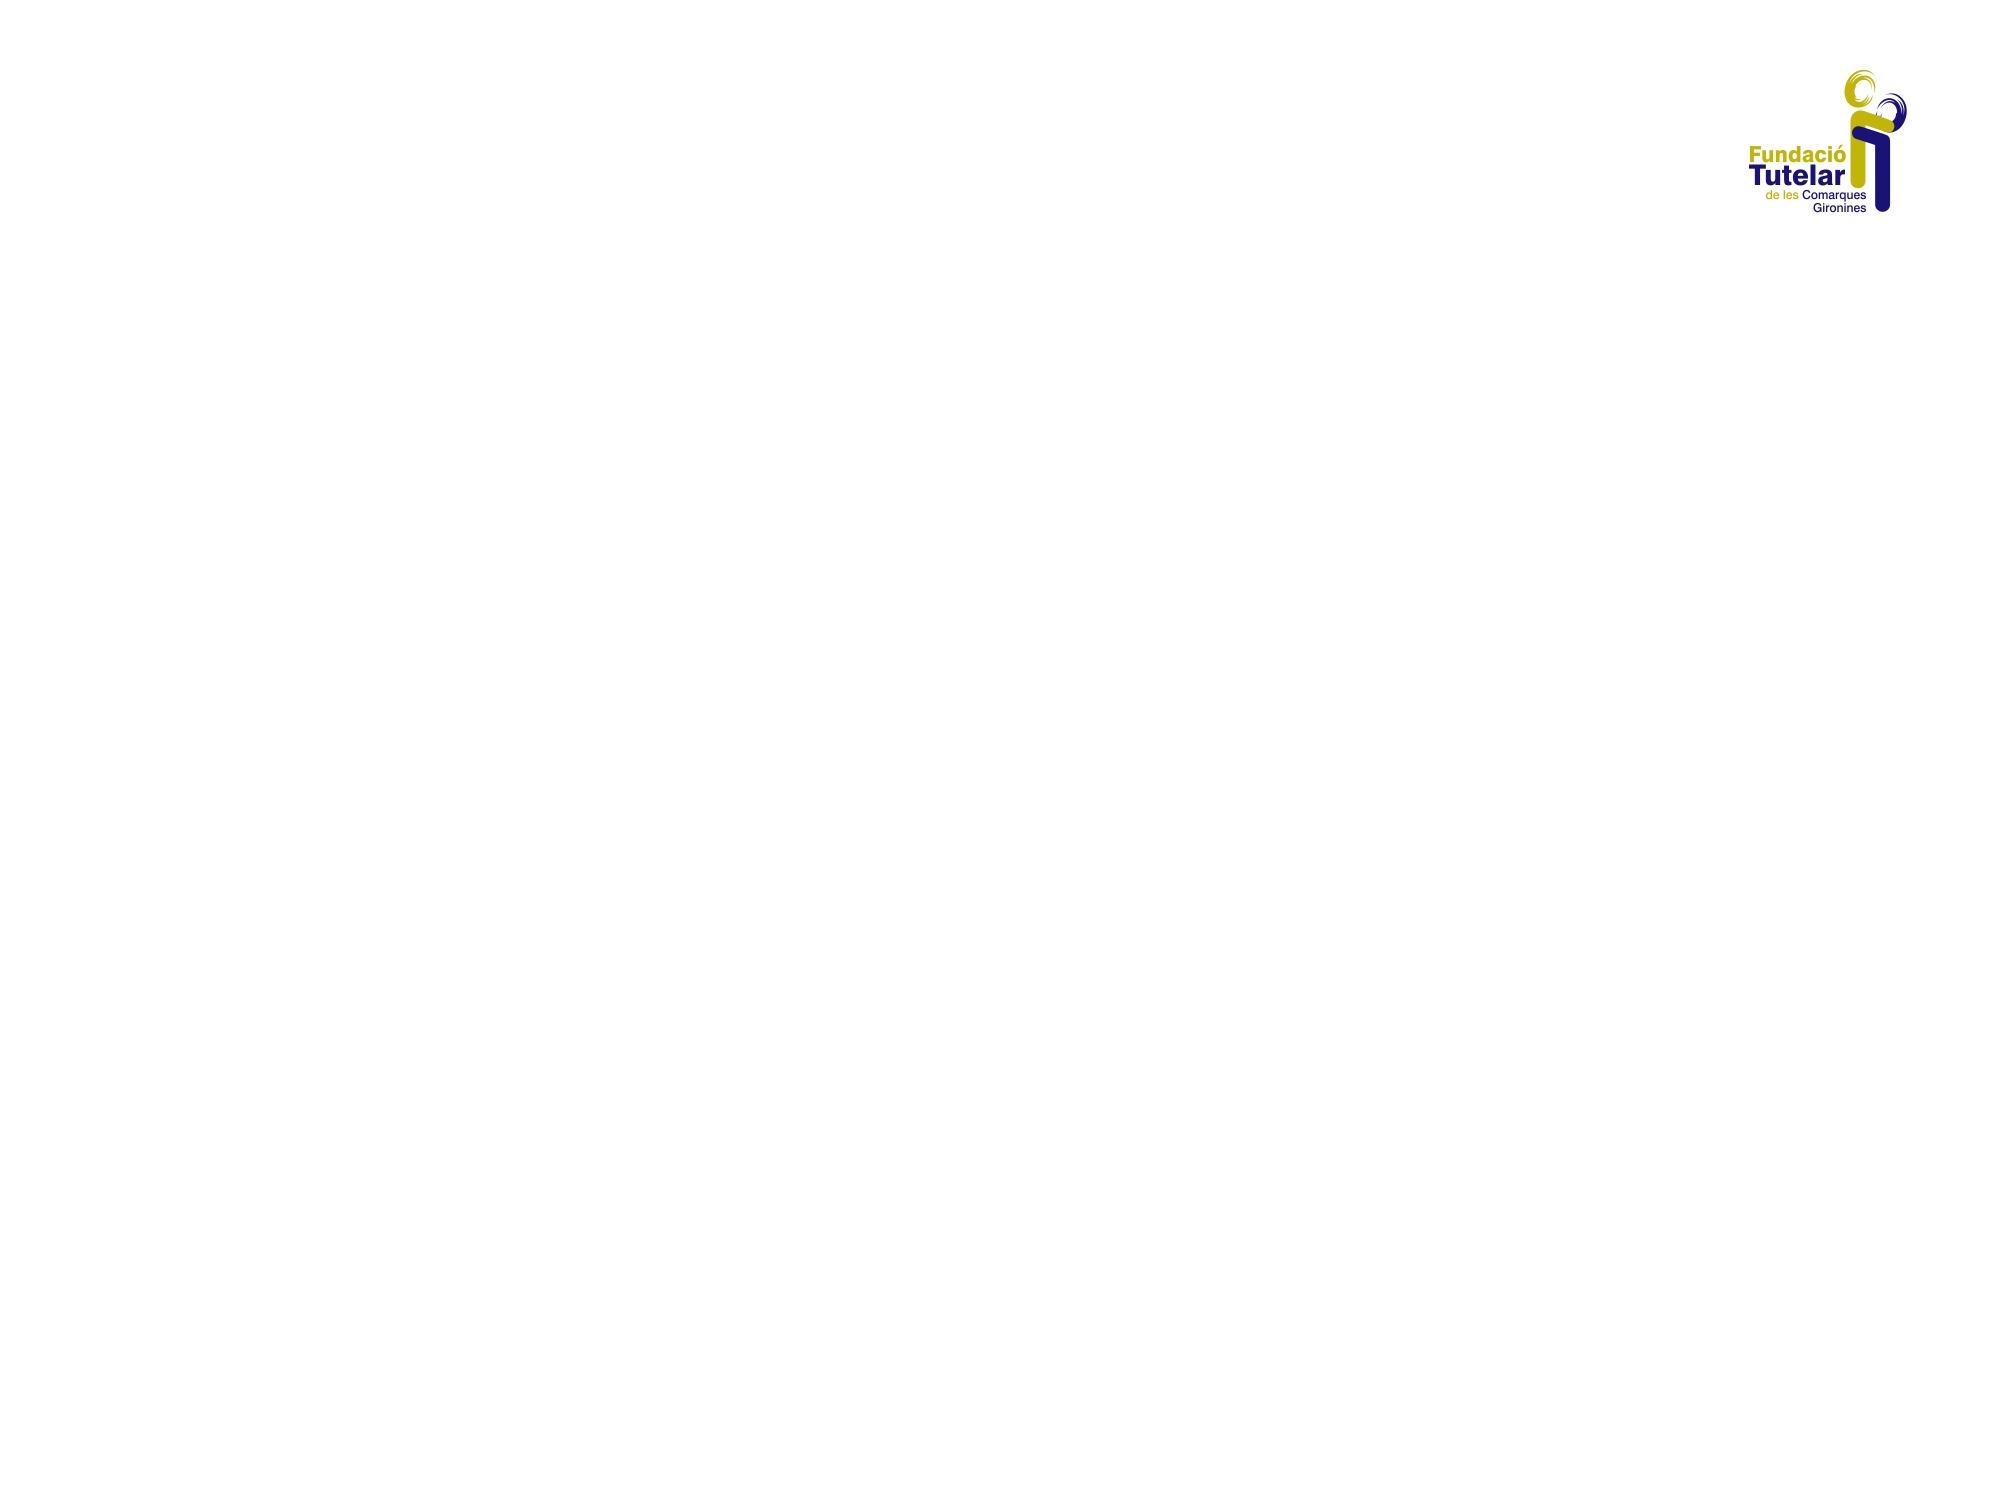 Fundació
Tutelar
de les Comarques
Gironines